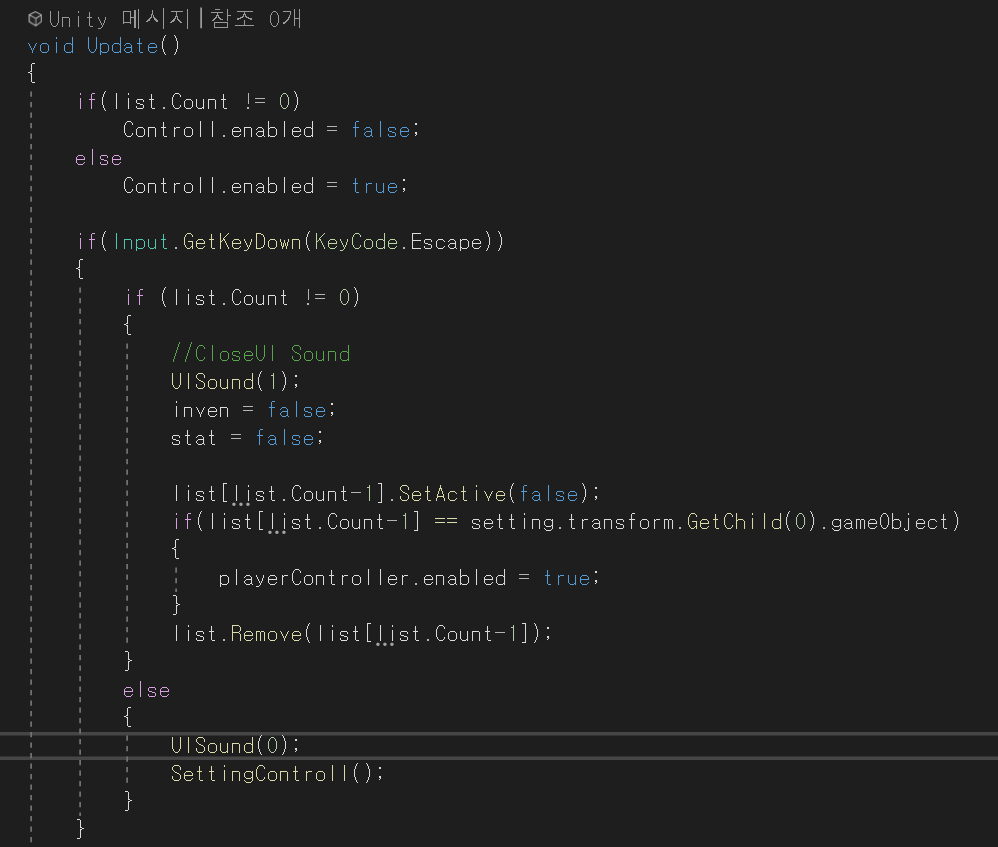 Unity 메시지|참조 0개
void Update()
{
if(list.Count != 0)
Controll.enabled = false;
else
Controll.enabled = true;
if(Input.GetKeyDown(KeyCode.Escape))
{
if (list.Count != 0)
{
//CloseUI Sound
UISound(1);
inven = false;
stat = false;
list[list.Count-1].SetActive(false);
if(list[list.Count-1] == setting.transform.GetChild(0).gameObject)
{
playerController.enabled = true;
}
list.Remove(list[list.Count-1]);
}
else
{
UISound(0);
SettingControll();
}
}